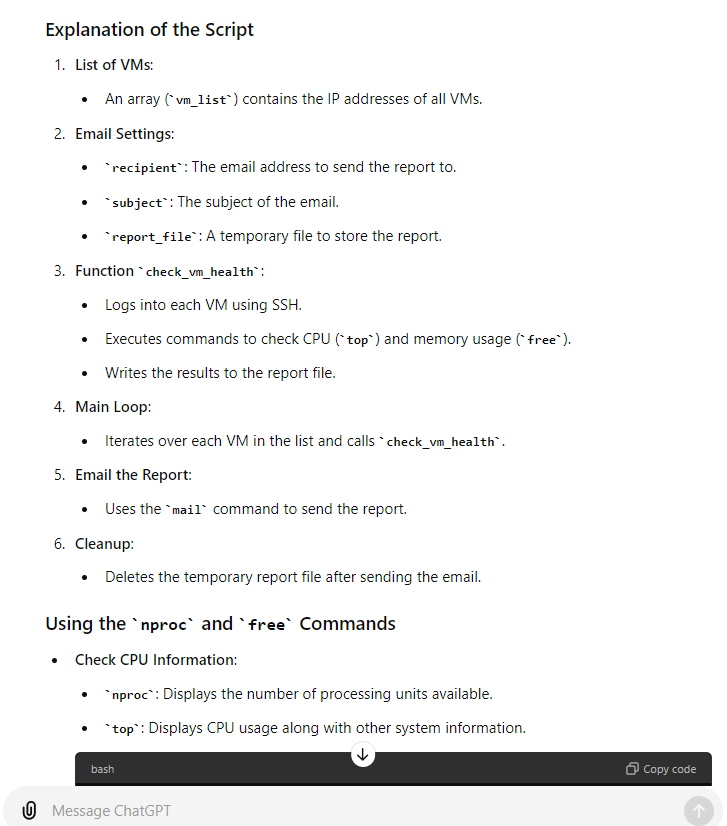 Explanation of the Script
1. List of VMs:
• An array (`vm_list`) contains the IP addresses of all VMs.
2. Email Settings:
• `recipient`: The email address to send the report to.
• `subject`: The subject of the email.
• `report_file`: A temporary file to store the report.
3. Function `check_vm_health`:
• Logs into each VM using SSH.
• Executes commands to check CPU (`top`) and memory usage (`free`).
• Writes the results to the report file.
4. Main Loop:
• Iterates over each VM in the list and calls `check_vm_health`.
5. Email the Report:
• Uses the `mail` command to send the report.
6. Cleanup:
• Deletes the temporary report file after sending the email.
Using the `nproc` and `free` Commands
• Check CPU Information:
• `nproc`: Displays the number of processing units available.
• `top`: Displays CPU usage along with other system information.
bash Copy code
Message ChatGPT